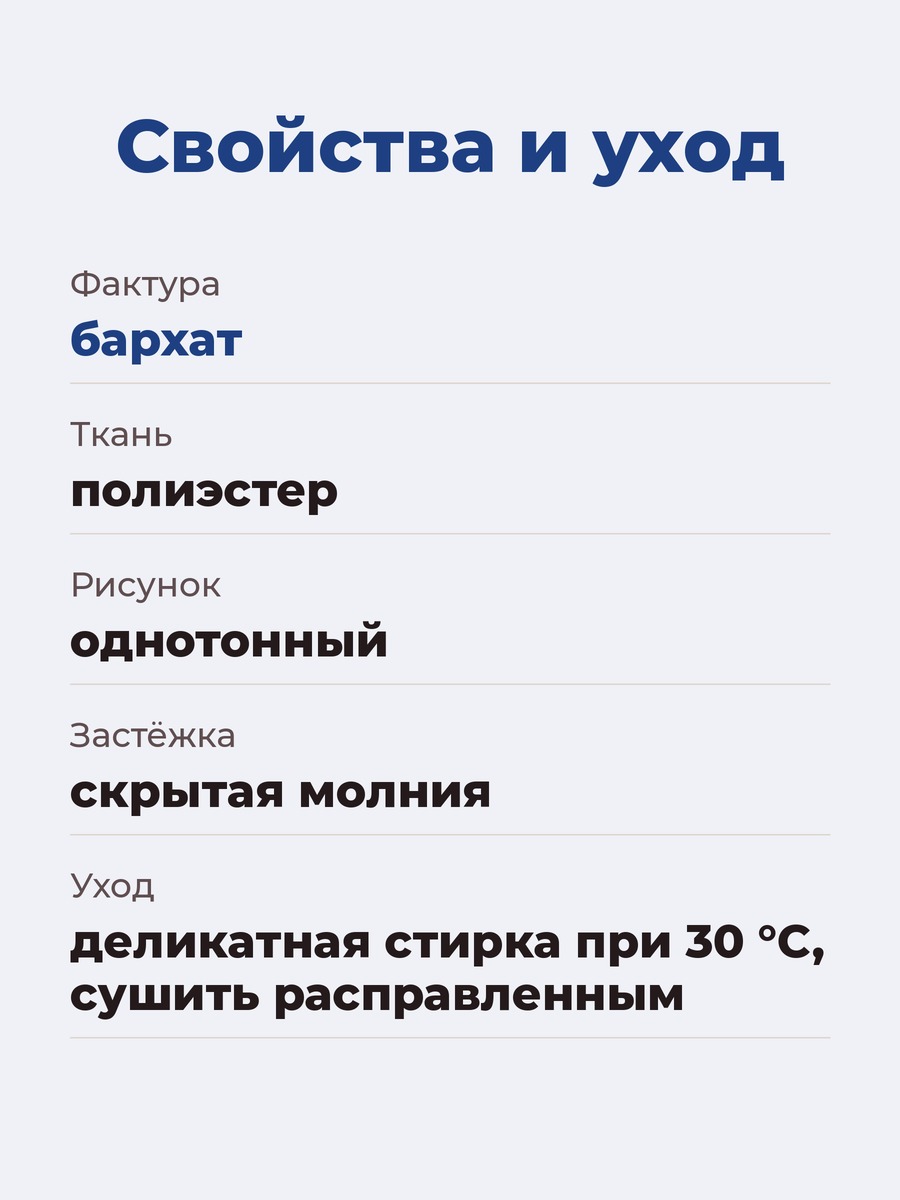 Свойства и уход
Фактура
бархат
Ткань
полиэстер
Рисунок
однотонный
Застёжка
скрытая молния
Уход
деликатная стирка при 30 °C,
сушить расправленным